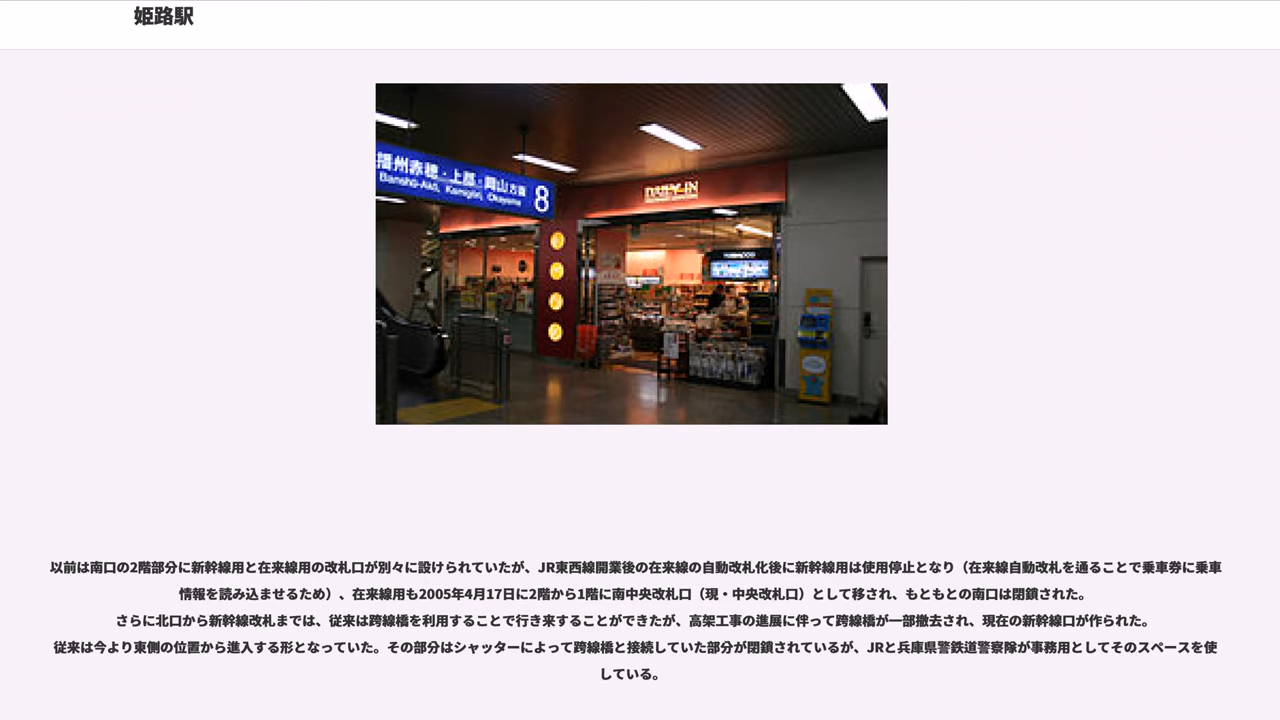 姫路駅
播州赤穂・上郡・岡山方面
Banshū-Akō, Kamigōri, Okayama
8
DAILY IN
TOBACCO
以前は南口の2階部分に新幹線用と在来線用の改札口が別々に設けられていたが、JR東西線開業後の在来線の自動改札化後に新幹線用は使用停止となり（在来線自動改札を通ることで乗車券に乗車
情報を読み込ませるため）、在来線用も2005年4月17日に2階から1階に南中央改札口（現・中央改札口）として移され、もともとの南口は閉鎖された。
さらに北口から新幹線改札までは、従来は跨線橋を利用することで行き来することができたが、高架工事の進展に伴って跨線橋が一部撤去され、現在の新幹線口が作られた。
従来は今より東側の位置から進入する形となっていた。その部分はシャッターによって跨線橋と接続していた部分が閉鎖されているが、JRと兵庫県警鉄道警察隊が事務用としてそのスペースを使
している。